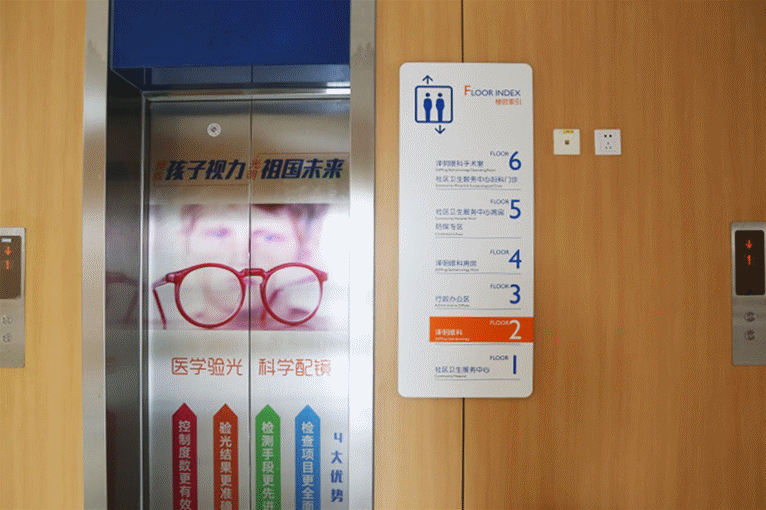 孩子视力 祖国未来
医学验光 科学配镜
控制度数更有效
验光结果更准确
检测手段更先进
检查项目更全面
4大优势
FLOOR INDEX
楼层索引
FLOOR 6
泽明眼科手术室
社区卫生服务中心妇科门诊
FLOOR 5
社区卫生服务中心病房
防保专区
FLOOR 4
泽明眼科病房
FLOOR 3
行政办公区
FLOOR 2
泽明眼科
FLOOR 1
社区卫生服务中心
1
1